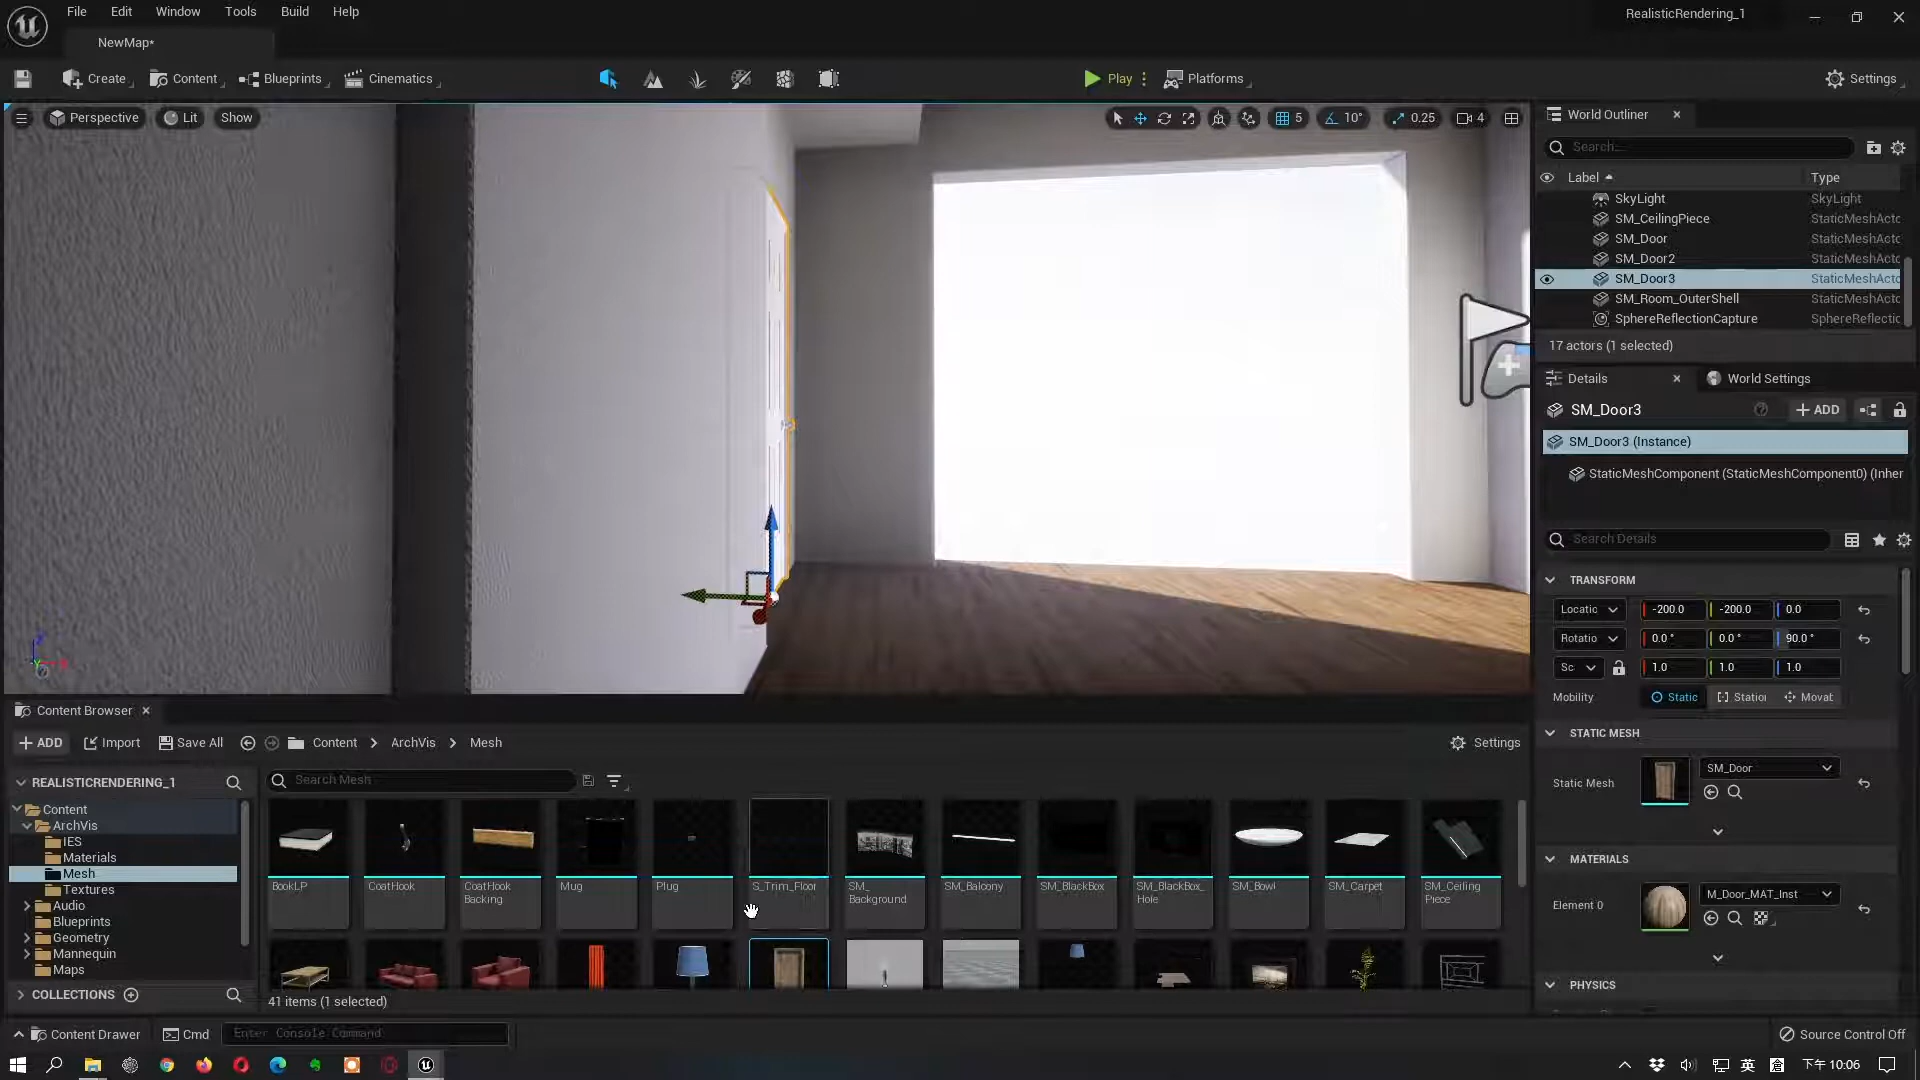 File Edit Window Tools Build Help
RealisticRendering_1
NewMap*
Create Content Blueprints Cinematics Play Platforms Settings
Perspective Lit Show
5 10° 0.25 4
World Outliner
Search...
Label Type
SkyLight SkyLight
SM_CeilingPiece StaticMeshActo
SM_Door StaticMeshActo
SM_Door2 StaticMeshActo
SM_Door3 StaticMeshActo
SM_Room_OuterShell StaticMeshActo
SphereReflectionCapture SphereReflectic
17 actors (1 selected)
Details World Settings
SM_Door3 ADD
SM_Door3 (Instance)
StaticMeshComponent (StaticMeshComponent0) (Inher
Search Details
TRANSFORM
Locatic -200.0 -200.0 0.0
Rotatio 0.0 ° 0.0 ° 90.0 °
Sc 1.0 1.0 1.0
Mobility Static Station Movab
STATIC MESH
Static Mesh SM_Door
MATERIALS
Element 0 M_Door_MAT_Inst
PHYSICS
Content Browser
ADD Import Save All Content > ArchVis > Mesh Settings
REALISTICRENDERING_1
Search Mesh
Content
ArchVis
IES
Materials
Mesh
Textures
Audio
Blueprints
Geometry
Mannequin
Maps
COLLECTIONS
BookLP
CoatHook
CoatHook
Backing
Mug
Plug
S_Trim_Floor
SM_
Background
SM_Balcony
SM_BlackBox
SM_BlackBox_
Hole
SM_Bowl
SM_Carpet
SM_Ceiling
Piece
41 items (1 selected)
Content Drawer Cmd Enter Console Command Source Control Off
英 下午 10:06